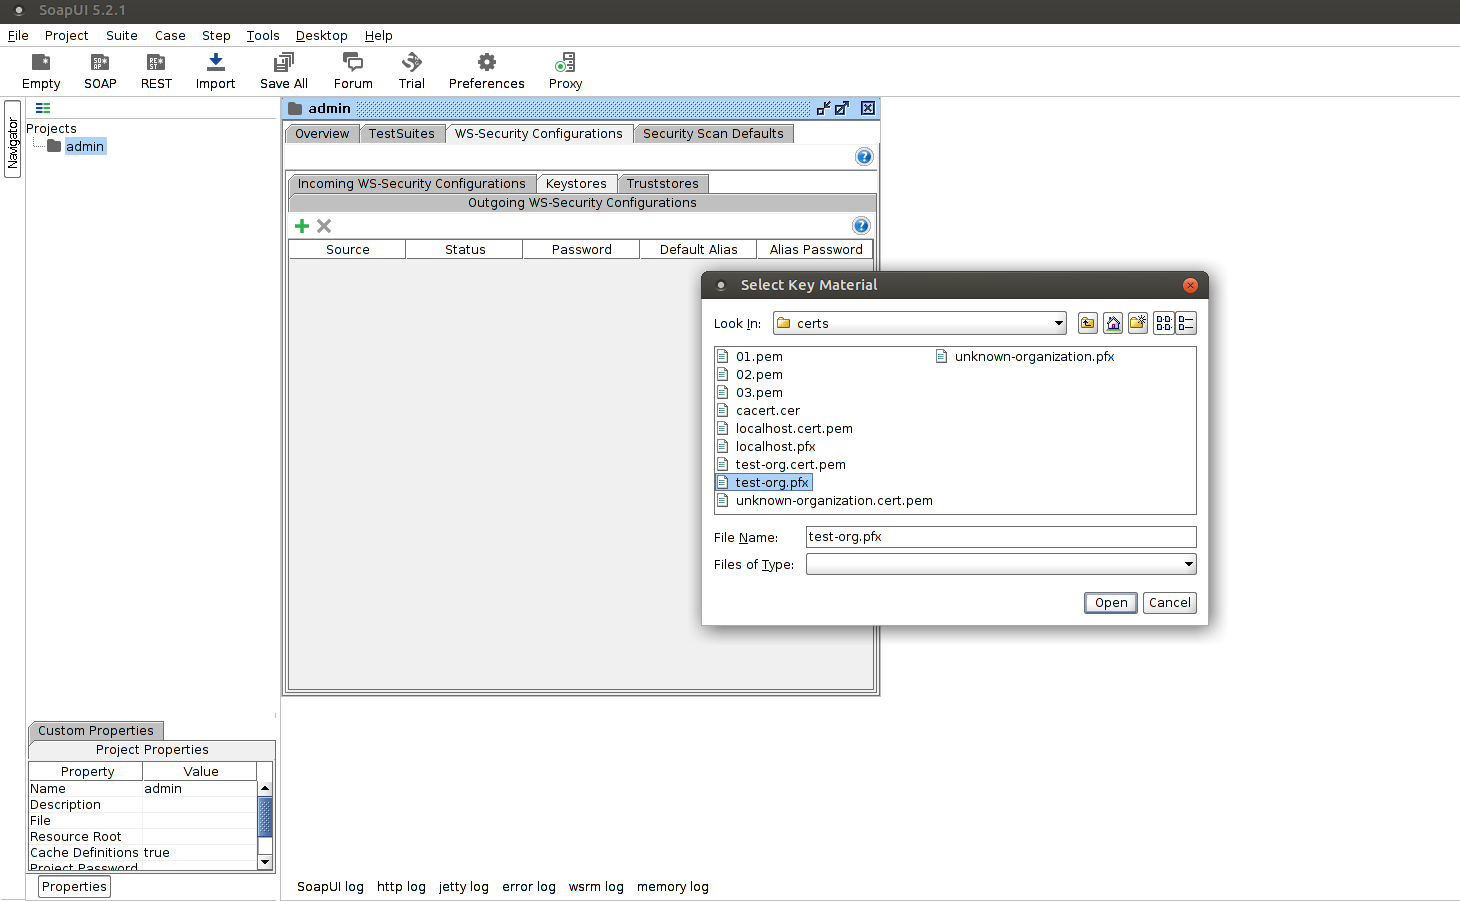 SoapUI 5.2.1
File Project Suite Case Step Tools Desktop Help
Empty SOAP REST Import Save All Forum Trial Preferences Proxy
Navigator
Projects
admin
admin
Overview TestSuites WS-Security Configurations Security Scan Defaults
Incoming WS-Security Configurations Keystores Truststores
Outgoing WS-Security Configurations
Source Status Password Default Alias Alias Password
Select Key Material
Look In: certs
01.pem
02.pem
03.pem
cacert.cer
localhost.cert.pem
localhost.pfx
test-org.cert.pem
test-org.pfx
unknown-organization.cert.pem
unknown-organization.pfx
File Name: test-org.pfx
Files of Type:
Open Cancel
Custom Properties
Project Properties
Property Value
Name admin
Description
File
Resource Root
Cache Definitions true
Project Password
Properties
SoapUI log http log jetty log error log wsrm log memory log